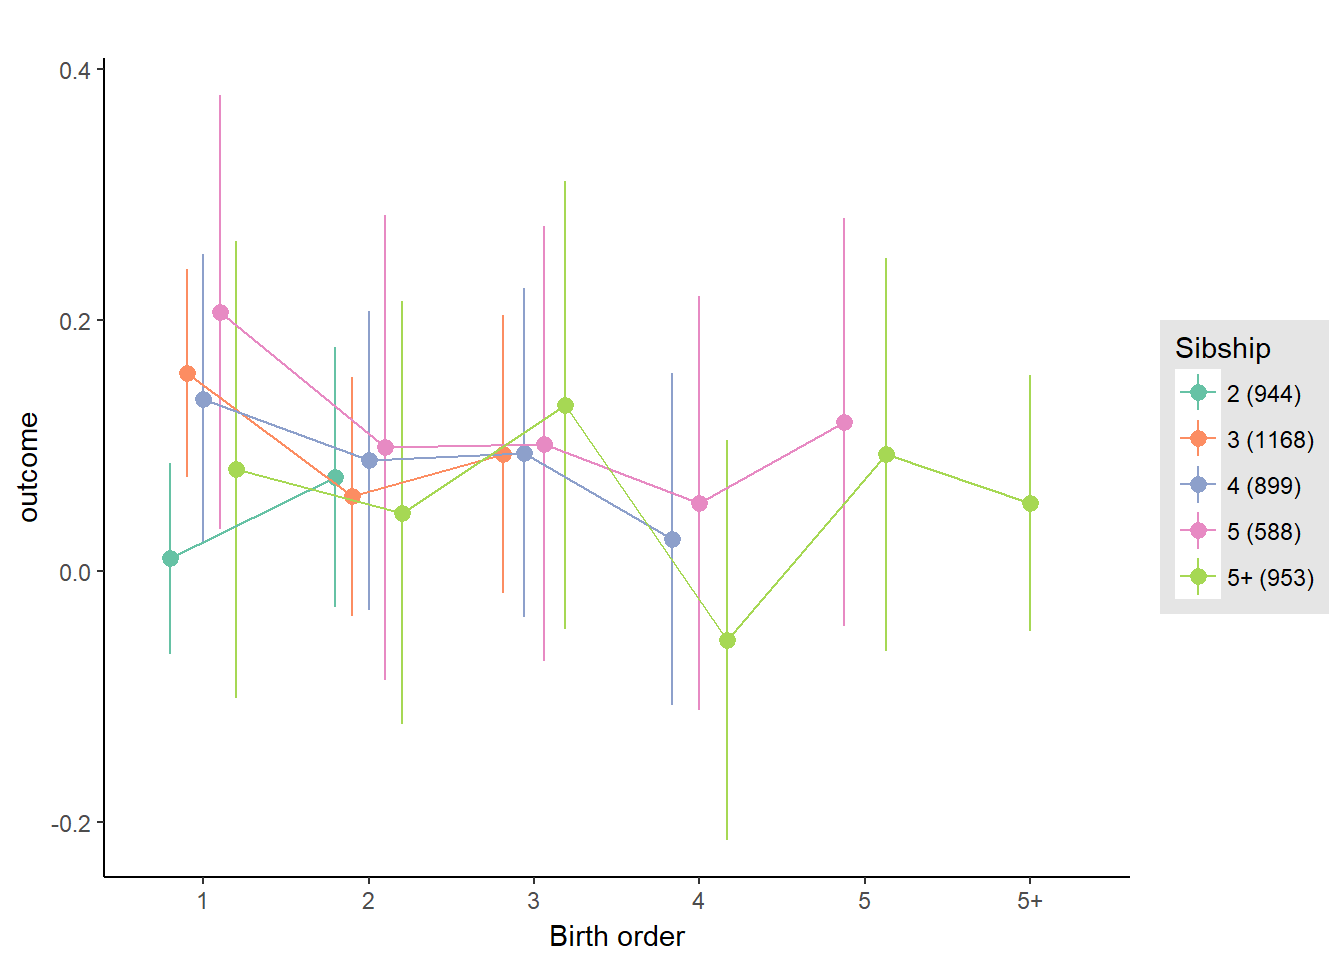 0.4
0.2
0.0
-0.2
outcome
1 2 3 4 5 5+
Birth order
Sibship
2 (944)
3 (1168)
4 (899)
5 (588)
5+ (953)